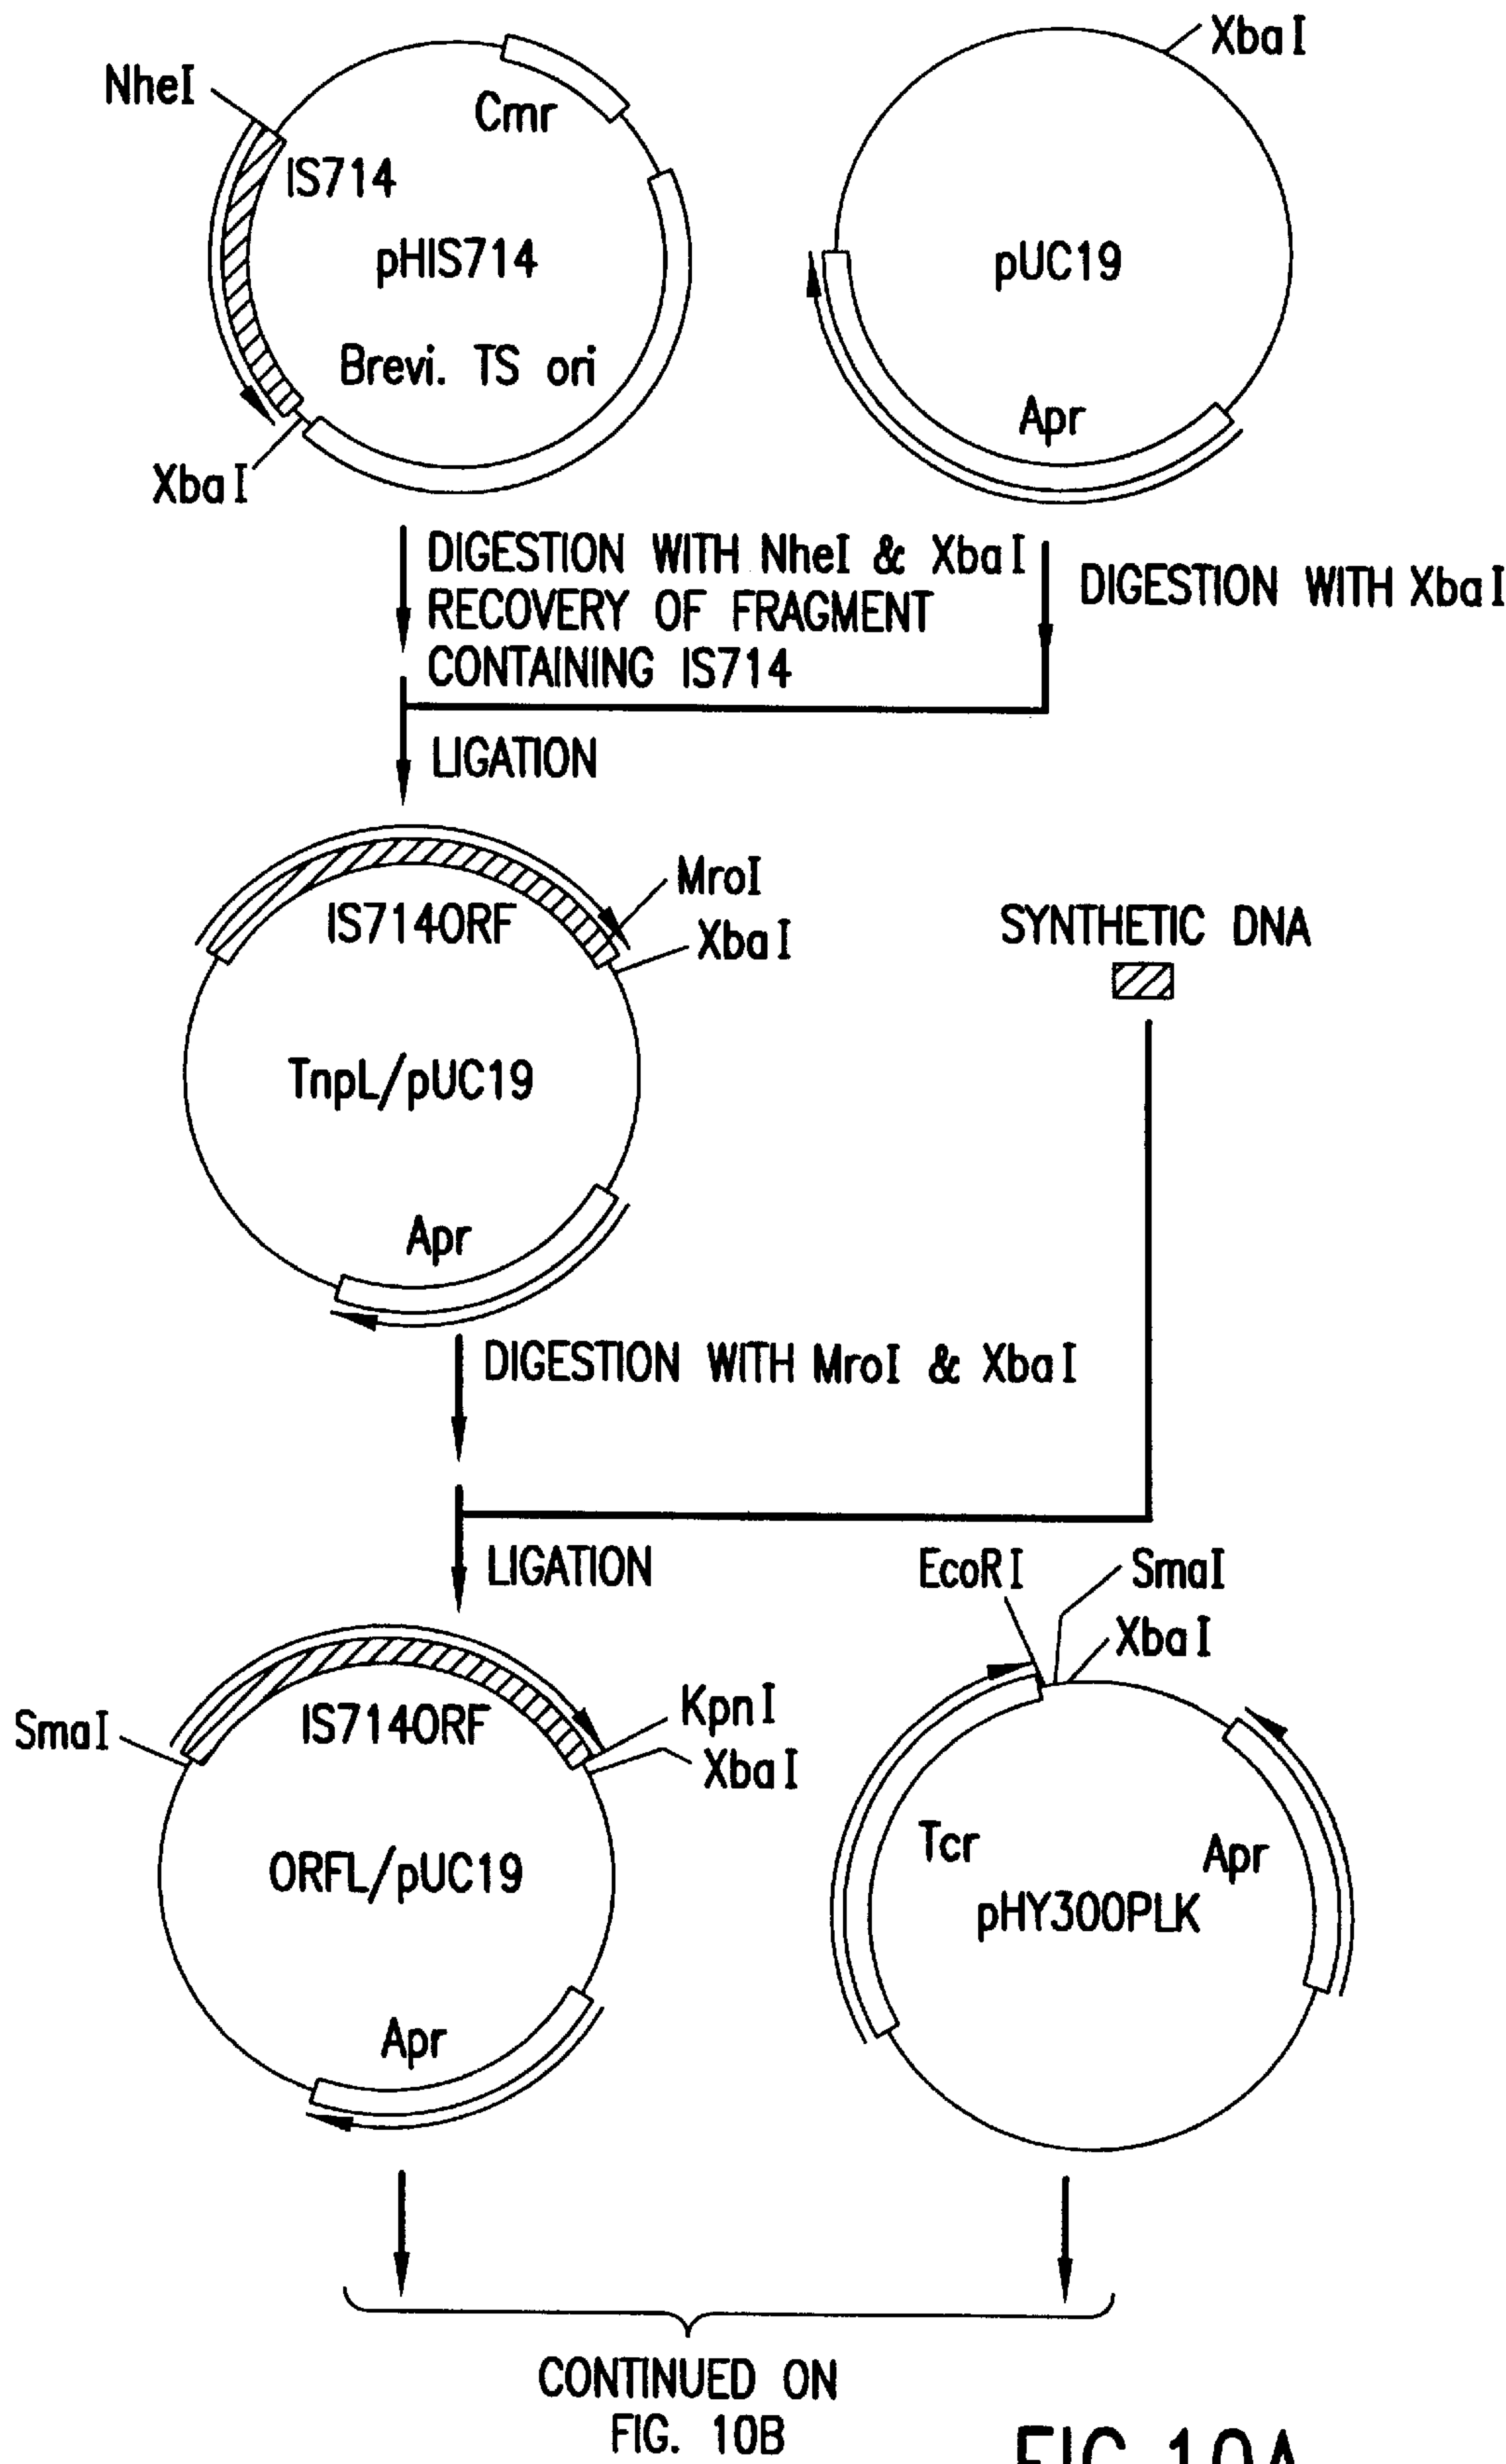 NheI
Cmr
IS714
pHIS714
Brevi. TS ori
XbaI
XbaI
pUC19
Apr
DIGESTION WITH NheI & XbaI
RECOVERY OF FRAGMENT
CONTAINING IS714
DIGESTION WITH XbaI
LIGATION
MroI
IS714ORF
XbaI
TnpL/pUC19
Apr
SYNTHETIC DNA
DIGESTION WITH MroI & XbaI
LIGATION
SmaI
IS714ORF
KpnI
XbaI
ORFL/pUC19
Apr
EcoRI
SmaI
XbaI
Tcr
Apr
pHY300PLK
CONTINUED ON
FIG. 10B
FIG. 10A